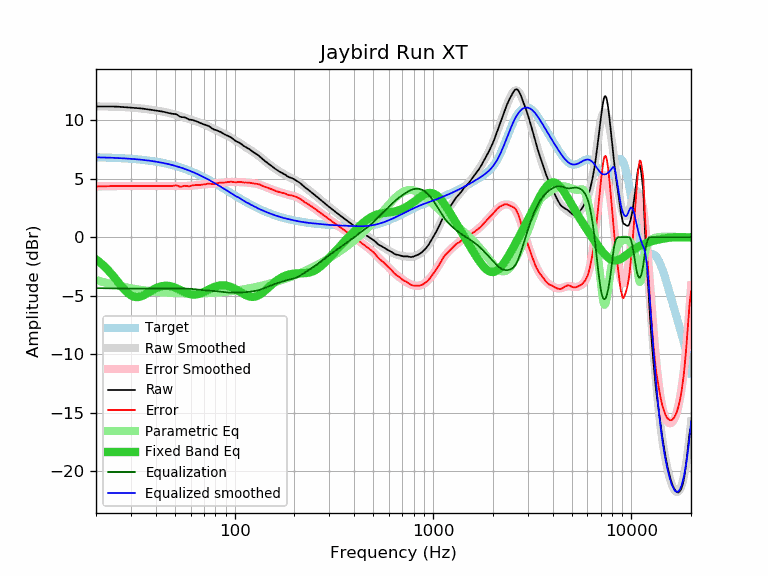 Jaybird Run XT
10
5
0
−5
−10
−15
−20
Amplitude (dBr)
Target
Raw Smoothed
Error Smoothed
Raw
Error
Parametric Eq
Fixed Band Eq
Equalization
Equalized smoothed
100
1000
10000
Frequency (Hz)